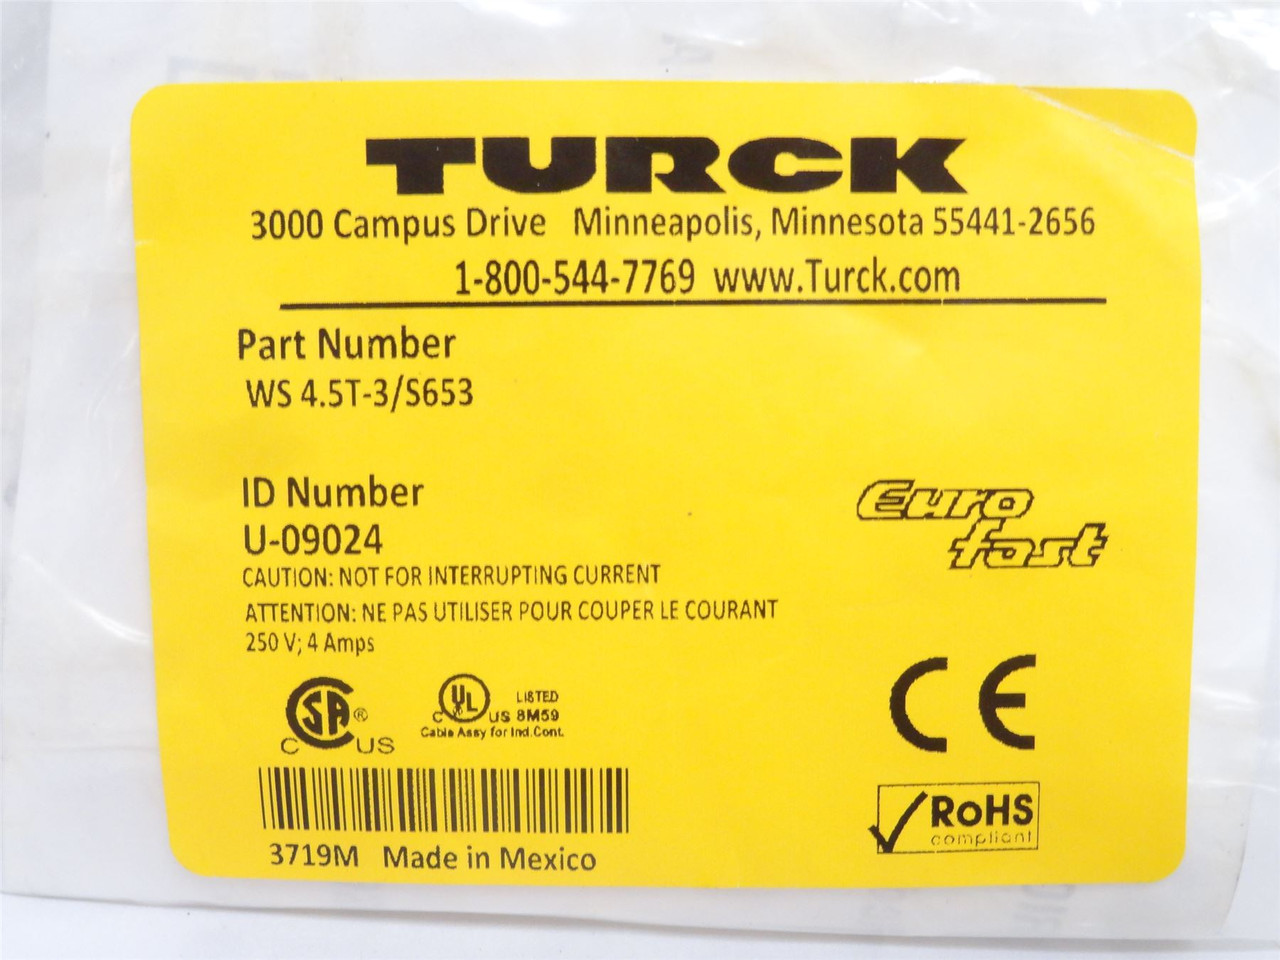 TURCK
3000 Campus Drive Minneapolis, Minnesota 55441-2656
1-800-544-7769 www.Turck.com
Part Number
WS 4.5T-3/S653
ID Number
U-09024
Euro
fast
CAUTION: NOT FOR INTERRUPTING CURRENT
ATTENTION: NE PAS UTILISER POUR COUPER LE COURANT
250 V; 4 Amps
CSA®
C US
C UL US LISTED
8M59
Cable Assy for Ind.Cont.
CE
RoHS
compliant
3719M Made in Mexico